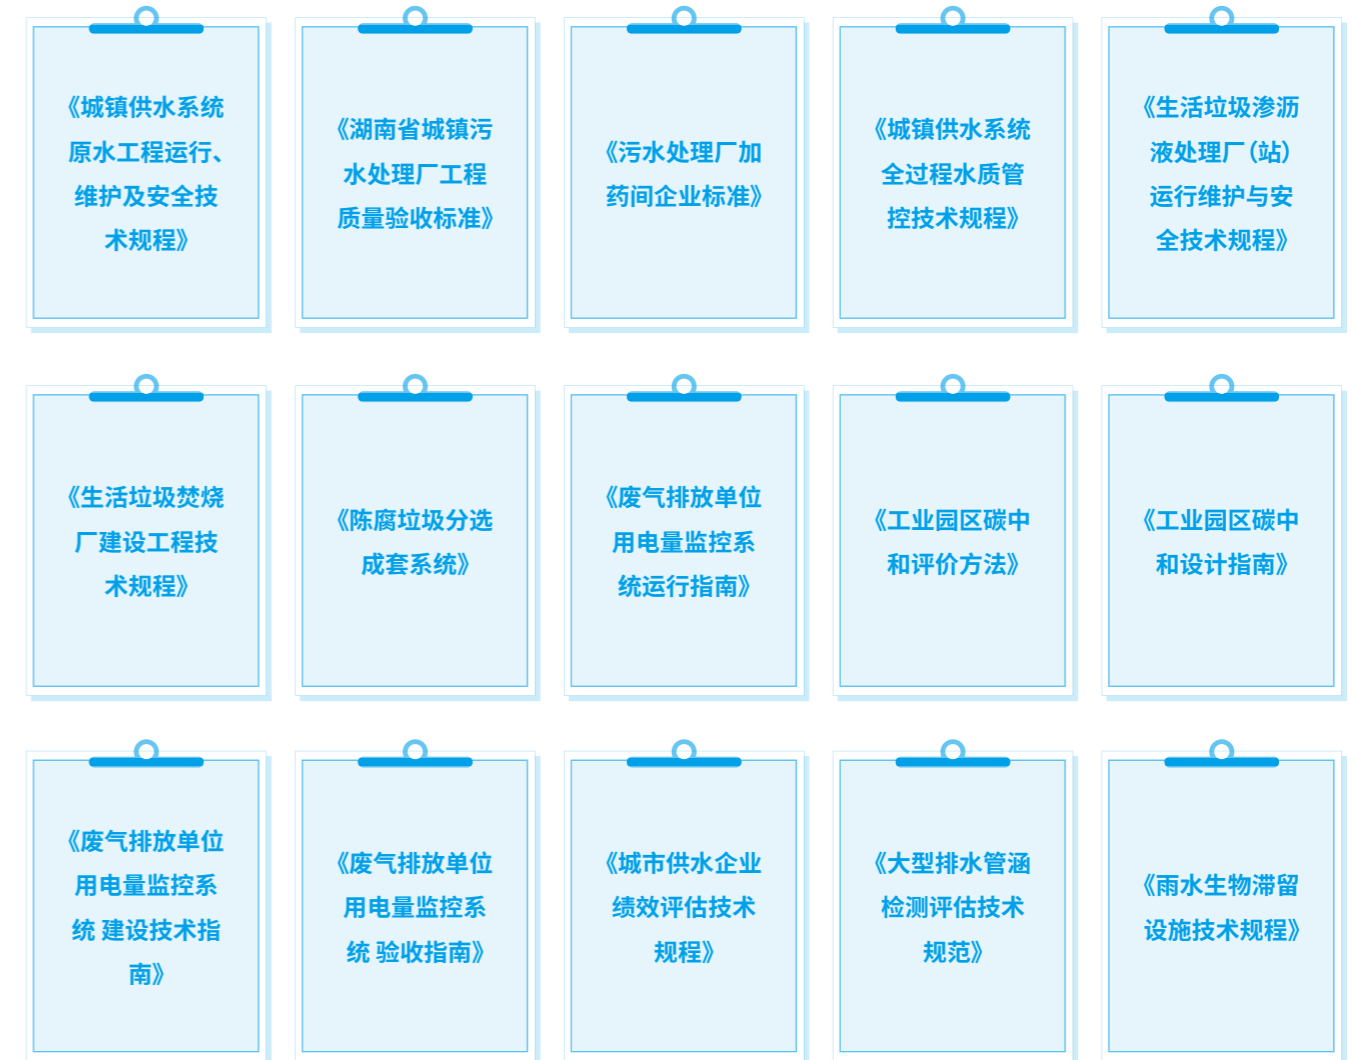 《城镇供水系统
原水工程运行、
维护及安全技
术规程》
《湖南省城镇污
水处理厂工程
质量验收标准》
《污水处理厂加
药间企业标准》
《城镇供水系统
全过程水质管
控技术规程》
《生活垃圾渗沥
液处理厂（站）
运行维护与安
全技术规程》
《生活垃圾焚烧
厂建设工程技
术规程》
《陈腐垃圾分选
成套系统》
《废气排放单位
用电量监控系
统运行指南》
《工业园区碳中
和评价方法》
《工业园区碳中
和设计指南》
《废气排放单位
用电量监控系
统 建设技术指
南》
《废气排放单位
用电量监控系
统 验收指南》
《城市供水企业
绩效评估技术
规程》
《大型排水管涵
检测评估技术
规范》
《雨水生物滞留
设施技术规程》